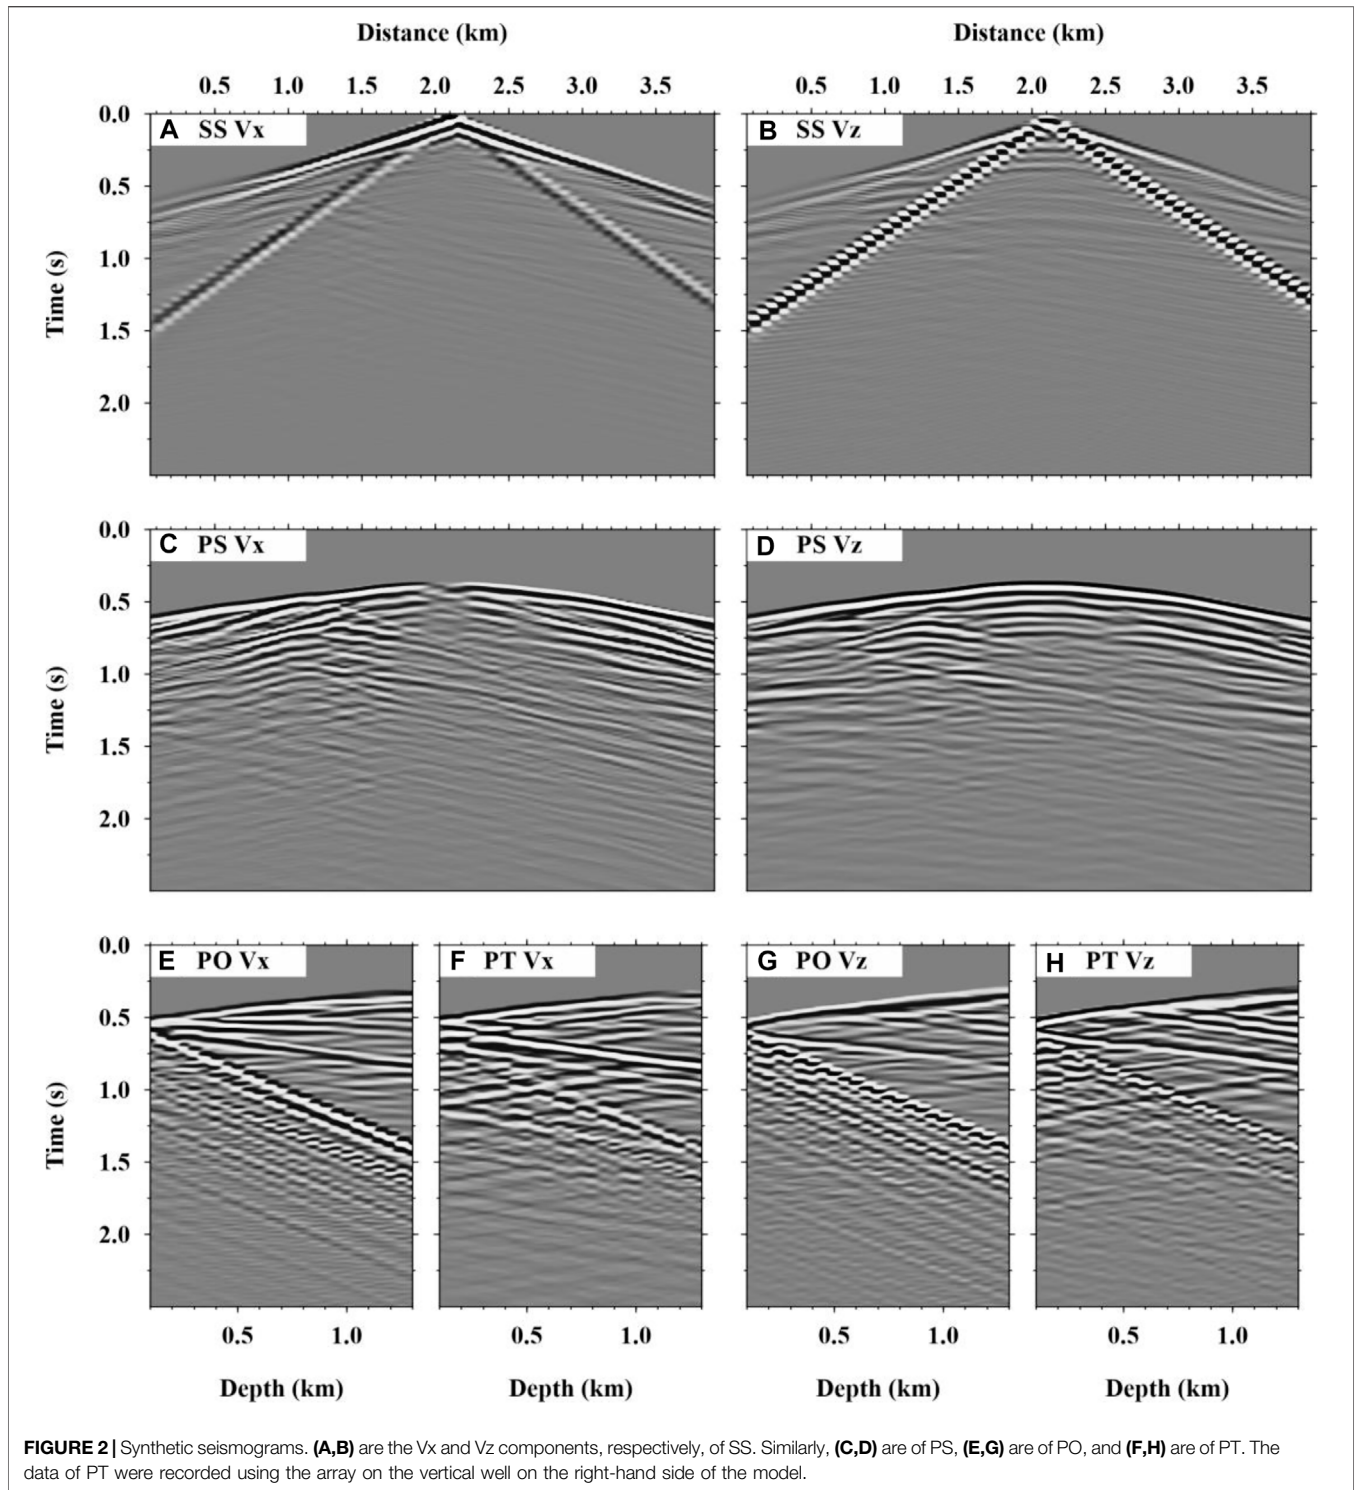 Distance (km) Distance (km)
0.5 1.0 1.5 2.0 2.5 3.0 3.5 0.5 1.0 1.5 2.0 2.5 3.0 3.5
0.0
A SS Vx B SS Vz
0.5
1.0
Time (s)
1.5
2.0
0.0
C PS Vx D PS Vz
0.5
1.0
Time (s)
1.5
2.0
0.0
E PO Vx F PT Vx G PO Vz H PT Vz
0.5
1.0
Time (s)
1.5
2.0
0.5 1.0 0.5 1.0 0.5 1.0 0.5 1.0
Depth (km) Depth (km) Depth (km) Depth (km)
FIGURE 2 | Synthetic seismograms. (A,B) are the Vx and Vz components, respectively, of SS. Similarly, (C,D) are of PS, (E,G) are of PO, and (F,H) are of PT. The
data of PT were recorded using the array on the vertical well on the right-hand side of the model.